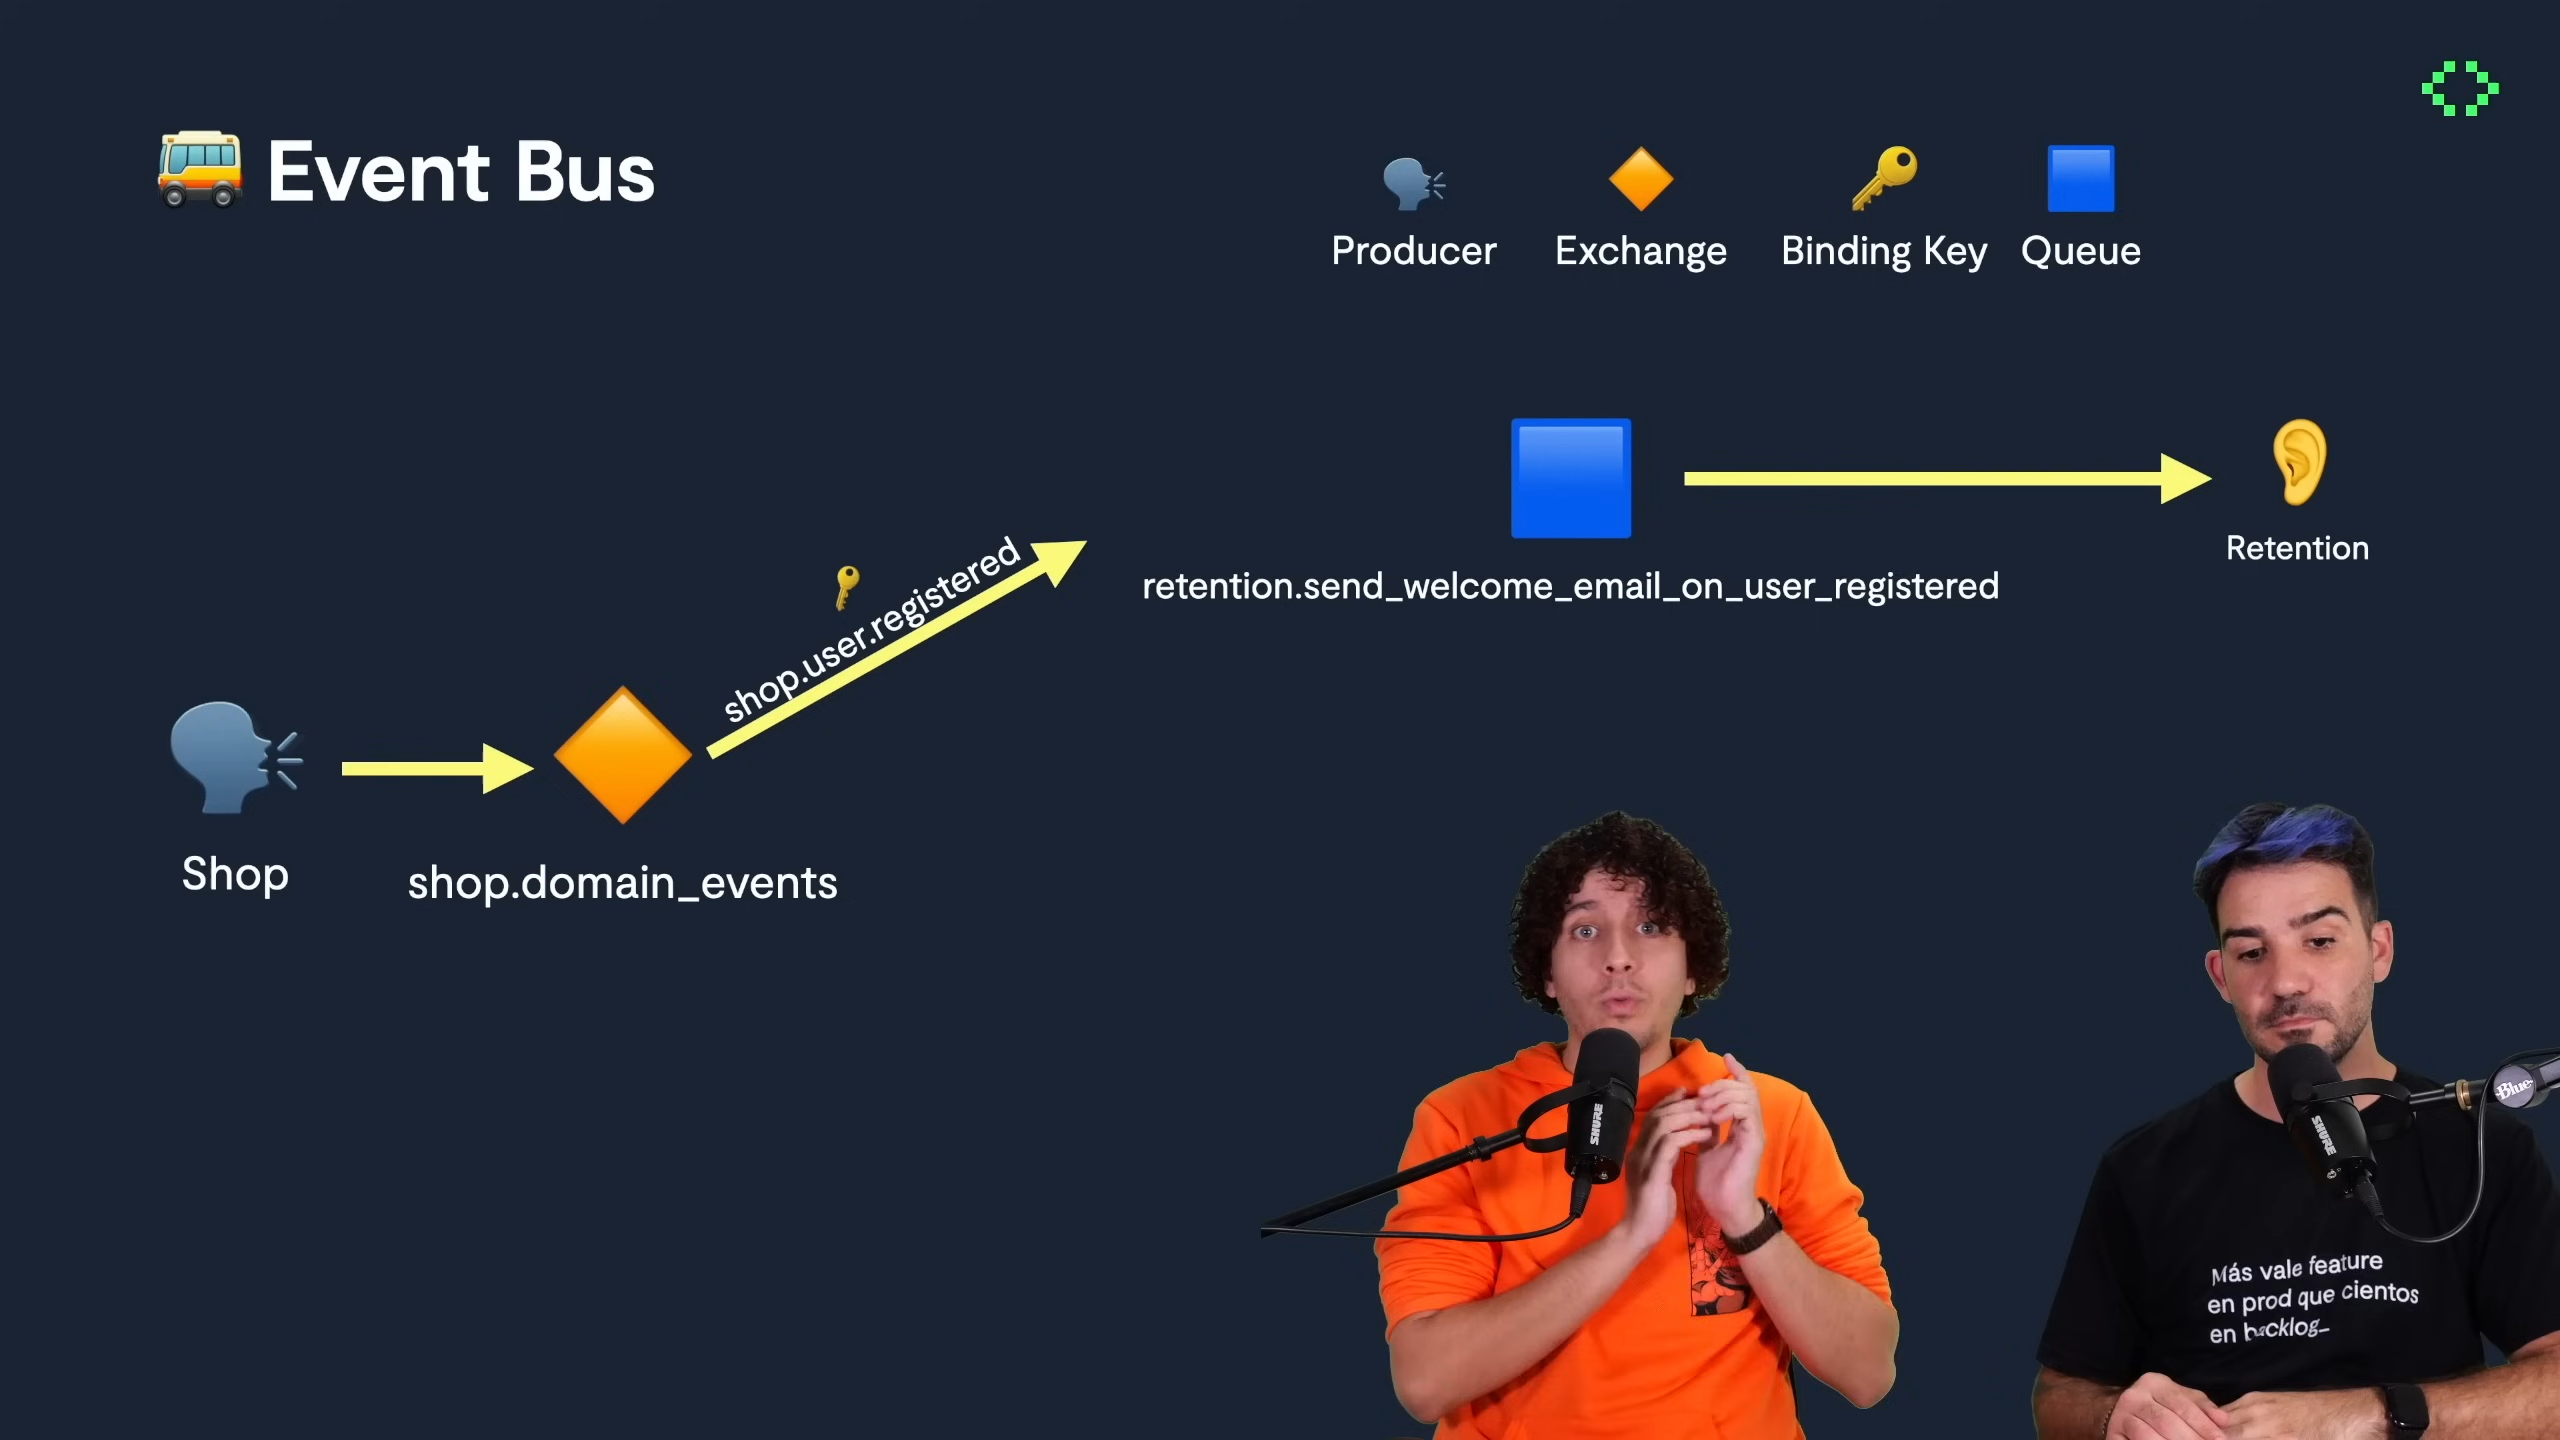 Event Bus
Producer
Exchange
Binding Key
Queue
shop.user.registered
retention.send_welcome_email_on_user_registered
Retention
Shop
shop.domain_events
SHURE
SHURE
Blue
Más vale feature
en prod que cientos
en backlog_